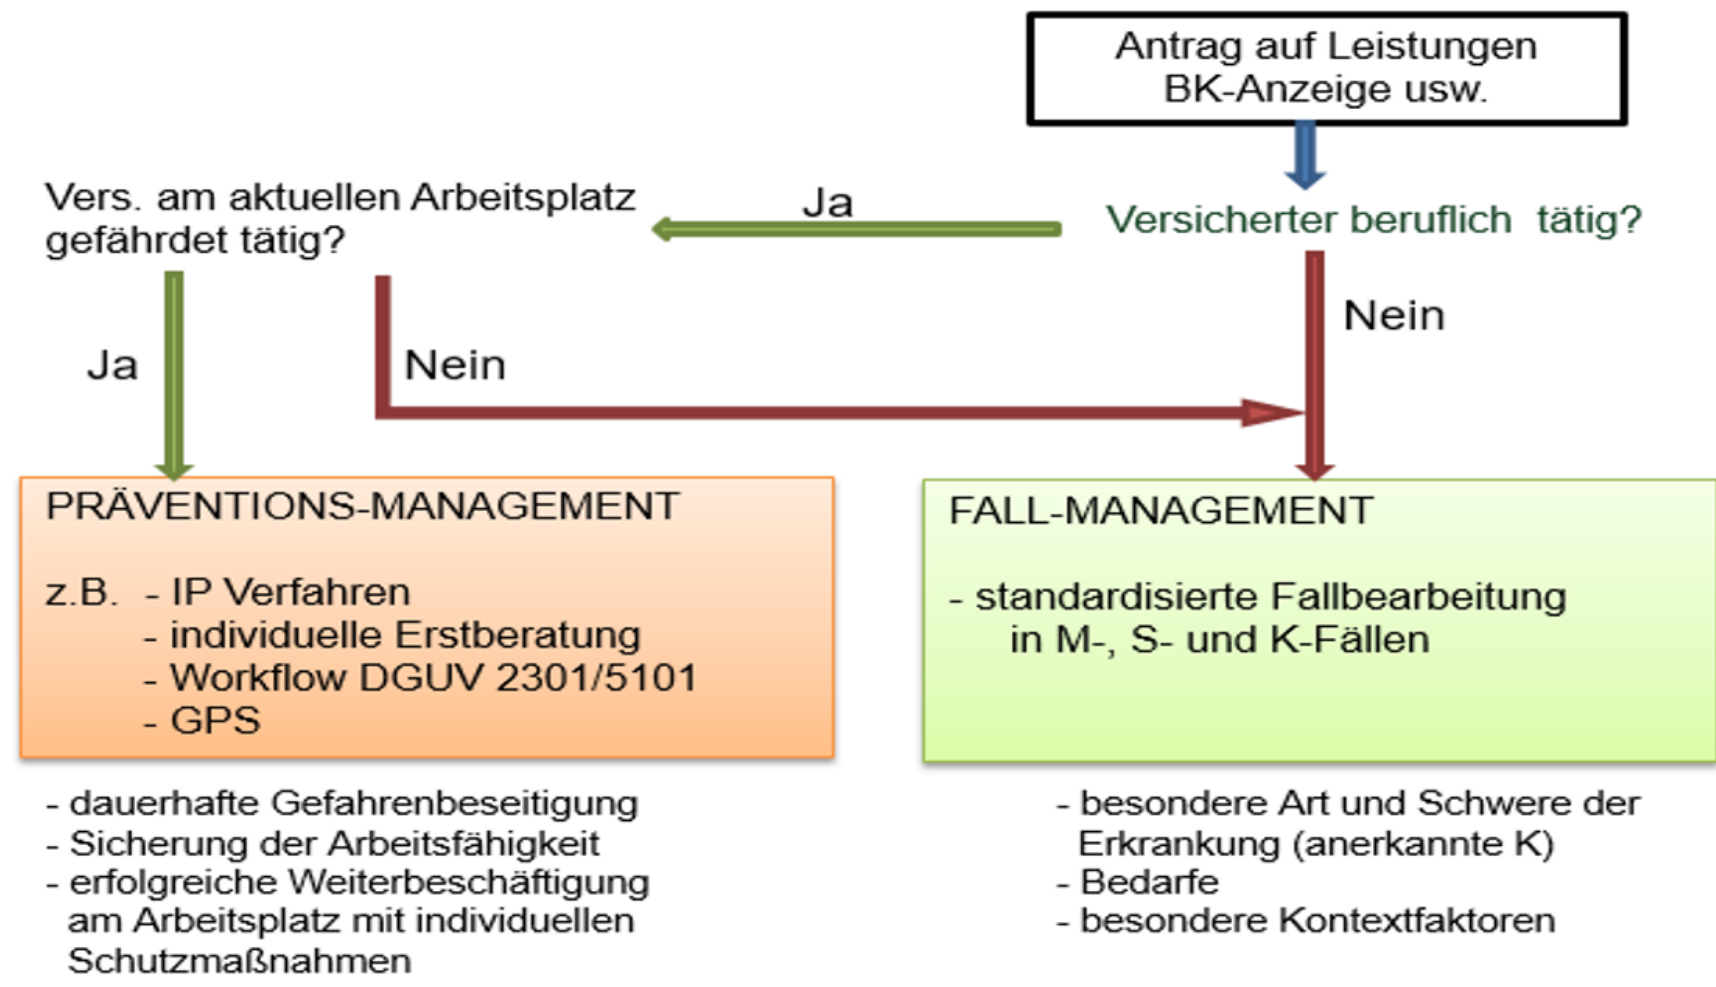 Antrag auf Leistungen
BK-Anzeige usw.
Vers. am aktuellen Arbeitsplatz
gefährdet tätig?
Ja
Versicherter beruflich tätig?
Nein
Ja
Nein
PRÄVENTIONS-MANAGEMENT
z.B. - IP Verfahren
- individuelle Erstberatung
- Workflow DGUV 2301/5101
- GPS
FALL-MANAGEMENT
- standardisierte Fallbearbeitung
in M-, S- und K-Fällen
- dauerhafte Gefahrenbeseitigung
- Sicherung der Arbeitsfähigkeit
- erfolgreiche Weiterbeschäftigung
am Arbeitsplatz mit individuellen
Schutzmaßnahmen
- besondere Art und Schwere der
Erkrankung (anerkannte K)
- Bedarfe
- besondere Kontextfaktoren